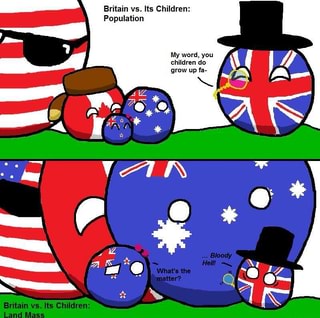 Britain vs. Its Children:
Population
My word, you
children do
grow up fa-
What's the
matter?
... Bloody
Hell!
Britain vs. Its Children:
Land Mass